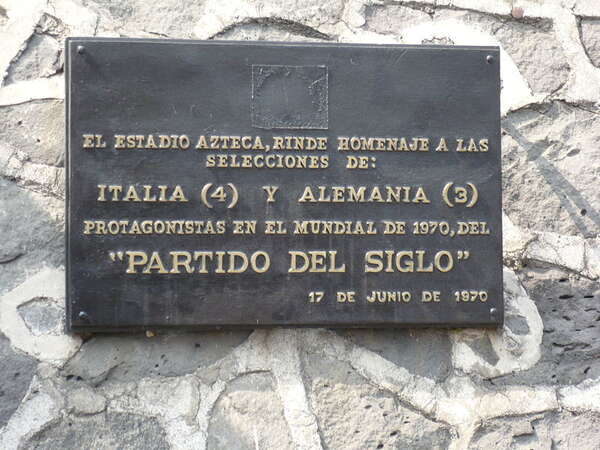 EL ESTADIO AZTECA, RINDE HOMENAJE A LAS
SELECCIONES DE:
ITALIA (4) Y ALEMANIA (3)
PROTAGONISTAS EN EL MUNDIAL DE 1970, DEL
"PARTIDO DEL SIGLO"
17 DE JUNIO DE 1970